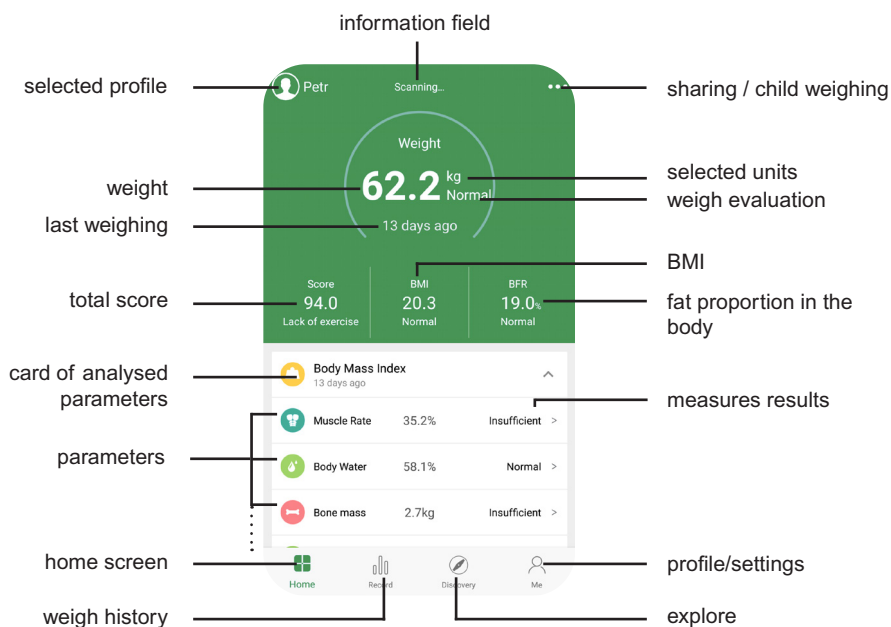 information field
selected profile
Petr
Scanning...
sharing / child weighing
Weight
weight
62.2
kg
Normal
selected units
weigh evaluation
last weighing
13 days ago
BMI
total score
Score
94.0
Lack of exercise
BMI
20.3
Normal
BFR
19.0%
Normal
fat proportion in the
body
card of analysed
parameters
Body Mass Index
13 days ago
measures results
Muscle Rate 35.2% Insufficient >
parameters
Body Water 58.1% Normal >
Bone mass 2.7kg Insufficient >
home screen
Home
Record
Discovery
Me
profile/settings
weigh history
explore